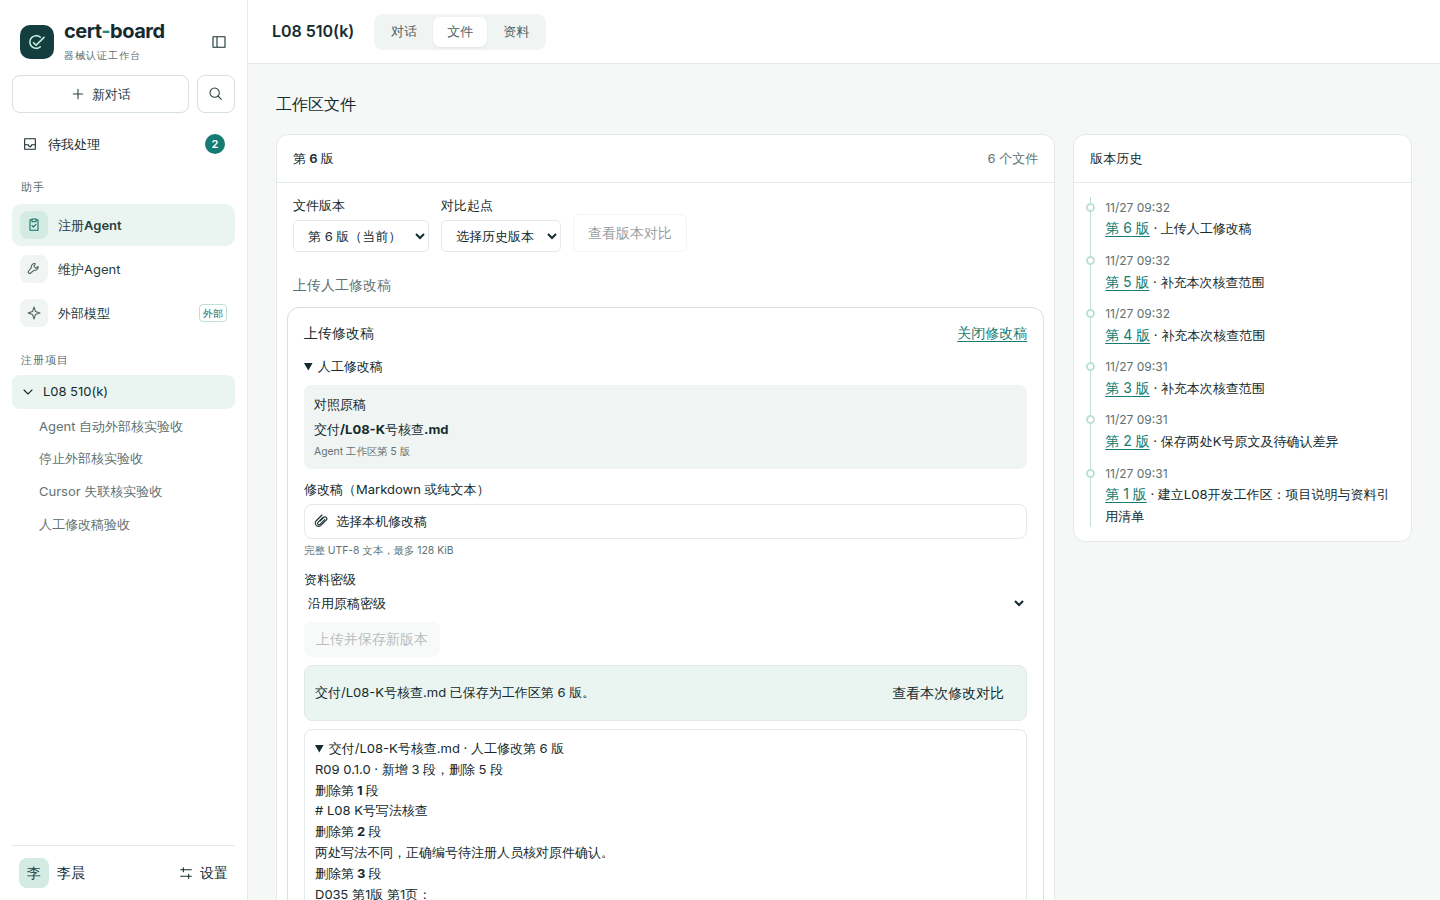 cert-board
器械认证工作台
新对话
待我处理
2
助手
注册Agent
维护Agent
外部模型
外部
注册项目
L08 510(k)
Agent 自动外部核实验收
停止外部核实验收
Cursor 失联核实验收
人工修改稿验收
李
李晨
设置
L08 510(k)
对话
文件
资料
工作区文件
第 6 版
6 个文件
文件版本
对比起点
第 6 版（当前）
选择历史版本
查看版本对比
上传人工修改稿
上传修改稿
关闭修改稿
▼ 人工修改稿
对照原稿
交付/L08-K号核查.md
Agent 工作区第 5 版
修改稿（Markdown 或纯文本）
选择本机修改稿
完整 UTF-8 文本，最多 128 KiB
资料密级
沿用原稿密级
上传并保存新版本
交付/L08-K号核查.md 已保存为工作区第 6 版。
查看本次修改对比
▼ 交付/L08-K号核查.md · 人工修改第 6 版
R09 0.1.0 · 新增 3 段，删除 5 段
删除第 1 段
# L08 K号写法核查
删除第 2 段
两处写法不同，正确编号待注册人员核对原件确认。
删除第 3 段
D035 第1版 第1页：
版本历史
11/27 09:32
第 6 版 · 上传人工修改稿
11/27 09:32
第 5 版 · 补充本次核查范围
11/27 09:32
第 4 版 · 补充本次核查范围
11/27 09:31
第 3 版 · 补充本次核查范围
11/27 09:31
第 2 版 · 保存两处K号原文及待确认差异
11/27 09:31
第 1 版 · 建立L08开发工作区：项目说明与资料引
用清单